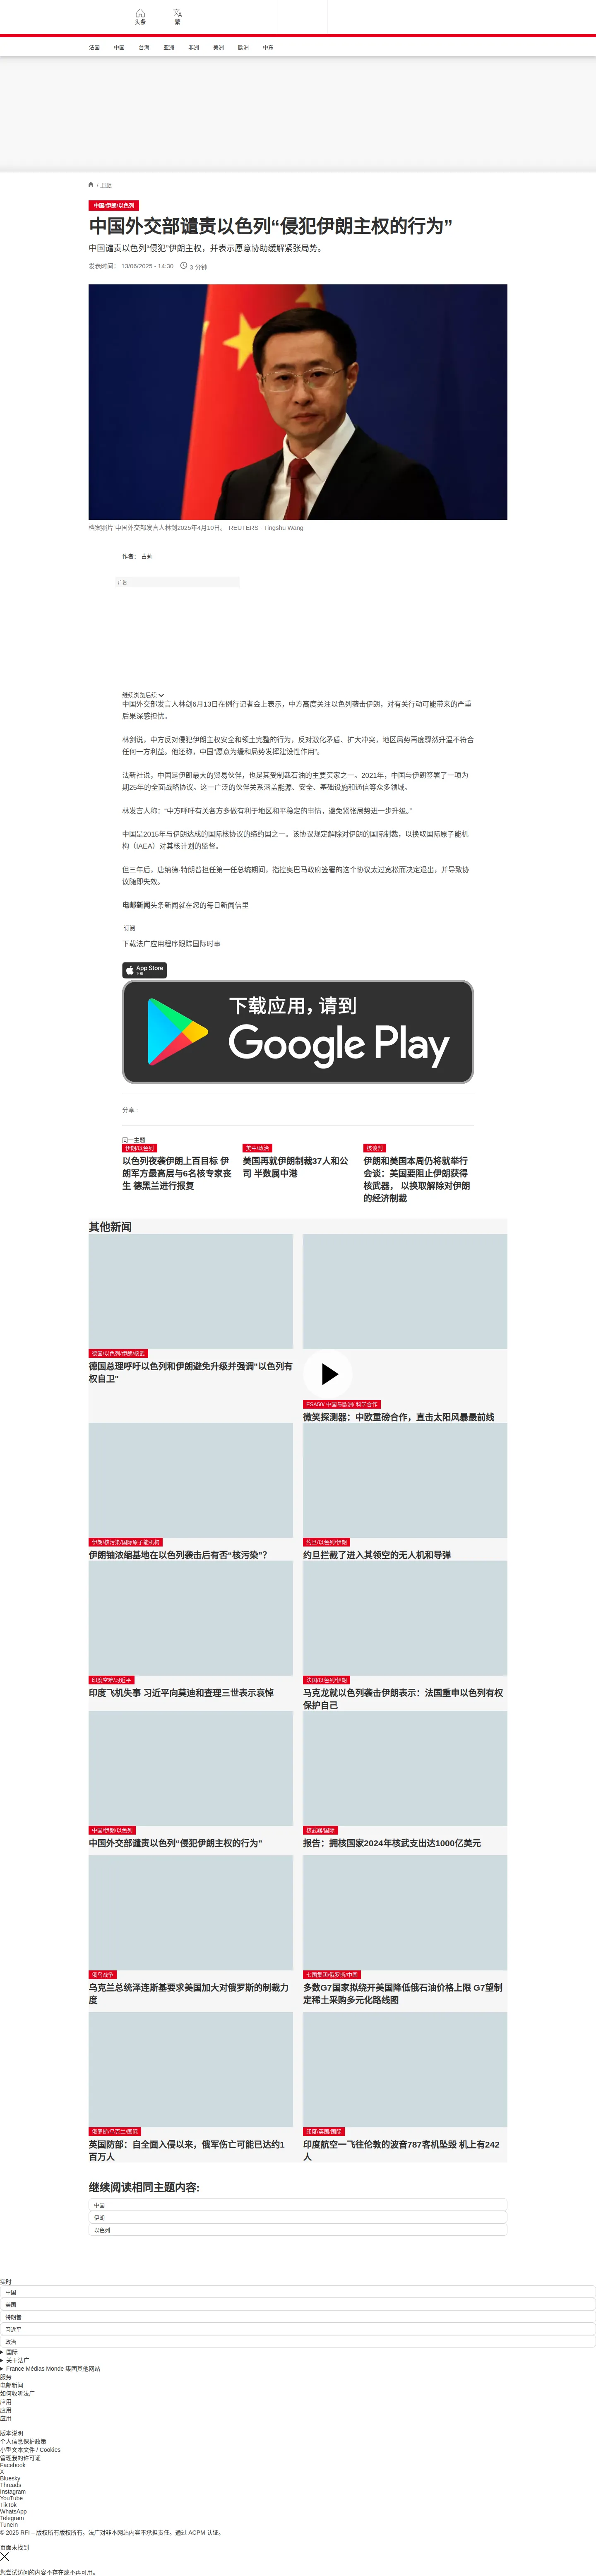 头条
繁
法国
中国
台海
亚洲
非洲
美洲
欧洲
中东
/ 国际
中国/伊朗/以色列
中国外交部谴责以色列“侵犯伊朗主权的行为”
中国谴责以色列“侵犯”伊朗主权，并表示愿意协助缓解紧张局势。
发表时间： 13/06/2025 - 14:30
3 分钟
档案照片 中国外交部发言人林剑2025年4月10日。 REUTERS - Tingshu Wang
作者： 古莉
广告
继续浏览后续
中国外交部发言人林剑6月13日在例行记者会上表示，中方高度关注以色列袭击伊朗，对有关行动可能带来的严重
后果深感担忧。
林剑说，中方反对侵犯伊朗主权安全和领土完整的行为，反对激化矛盾、扩大冲突，地区局势再度骤然升温不符合
任何一方利益。他还称，中国“愿意为缓和局势发挥建设性作用”。
法新社说，中国是伊朗最大的贸易伙伴，也是其受制裁石油的主要买家之一。2021年，中国与伊朗签署了一项为
期25年的全面战略协议。这一广泛的伙伴关系涵盖能源、安全、基础设施和通信等众多领域。
林发言人称：“中方呼吁有关各方多做有利于地区和平稳定的事情，避免紧张局势进一步升级。”
中国是2015年与伊朗达成的国际核协议的缔约国之一。该协议规定解除对伊朗的国际制裁，以换取国际原子能机
构（IAEA）对其核计划的监督。
但三年后，唐纳德·特朗普担任第一任总统期间，指控奥巴马政府签署的这个协议太过宽松而决定退出，并导致协
议随即失效。
电邮新闻头条新闻就在您的每日新闻信里
订阅
下载法广应用程序跟踪国际时事
App Store
下载
下载应用，请到
Google Play
分享 :
同一主题
伊朗/以色列
以色列夜袭伊朗上百目标 伊
朗军方最高层与6名核专家丧
生 德黑兰进行报复
美中/政治
美国再就伊朗制裁37人和公
司 半数属中港
核谈判
伊朗和美国本周仍将就举行
会谈：美国要阻止伊朗获得
核武器， 以换取解除对伊朗
的经济制裁
其他新闻
德国/以色列/伊朗/核武
德国总理呼吁以色列和伊朗避免升级并强调"以色列有
权自卫"
ESA50/ 中国与欧洲/ 科学合作
微笑探测器：中欧重磅合作，直击太阳风暴最前线
伊朗/核污染/国际原子能机构
伊朗铀浓缩基地在以色列袭击后有否“核污染”？
约旦/以色列/伊朗
约旦拦截了进入其领空的无人机和导弹
印度空难/习近平
印度飞机失事 习近平向莫迪和查理三世表示哀悼
法国/以色列/伊朗
马克龙就以色列袭击伊朗表示：法国重申以色列有权
保护自己
中国/伊朗/以色列
中国外交部谴责以色列“侵犯伊朗主权的行为”
核武器/国际
报告：拥核国家2024年核武支出达1000亿美元
俄乌战争
乌克兰总统泽连斯基要求美国加大对俄罗斯的制裁力
度
七国集团/俄罗斯/中国
多数G7国家拟绕开美国降低俄石油价格上限 G7望制
定稀土采购多元化路线图
俄罗斯/乌克兰/国际
英国防部：自全面入侵以来，俄军伤亡可能已达约1
百万人
印度/英国/国际
印度航空一飞往伦敦的波音787客机坠毁 机上有242
人
继续阅读相同主题内容:
中国
伊朗
以色列
实时
中国
美国
特朗普
习近平
政治
国际
关于法广
France Médias Monde 集团其他网站
服务
电邮新闻
如何收听法广
应用
应用
应用
版本说明
个人信息保护政策
小型文本文件 / Cookies
管理我的许可证
Facebook
X
Bluesky
Threads
Instagram
YouTube
TikTok
WhatsApp
Telegram
TuneIn
© 2025 RFI – 版权所有版权所有。法广对非本网站内容不承担责任。通过 ACPM 认证。
页面未找到
您尝试访问的内容不存在或不再可用。